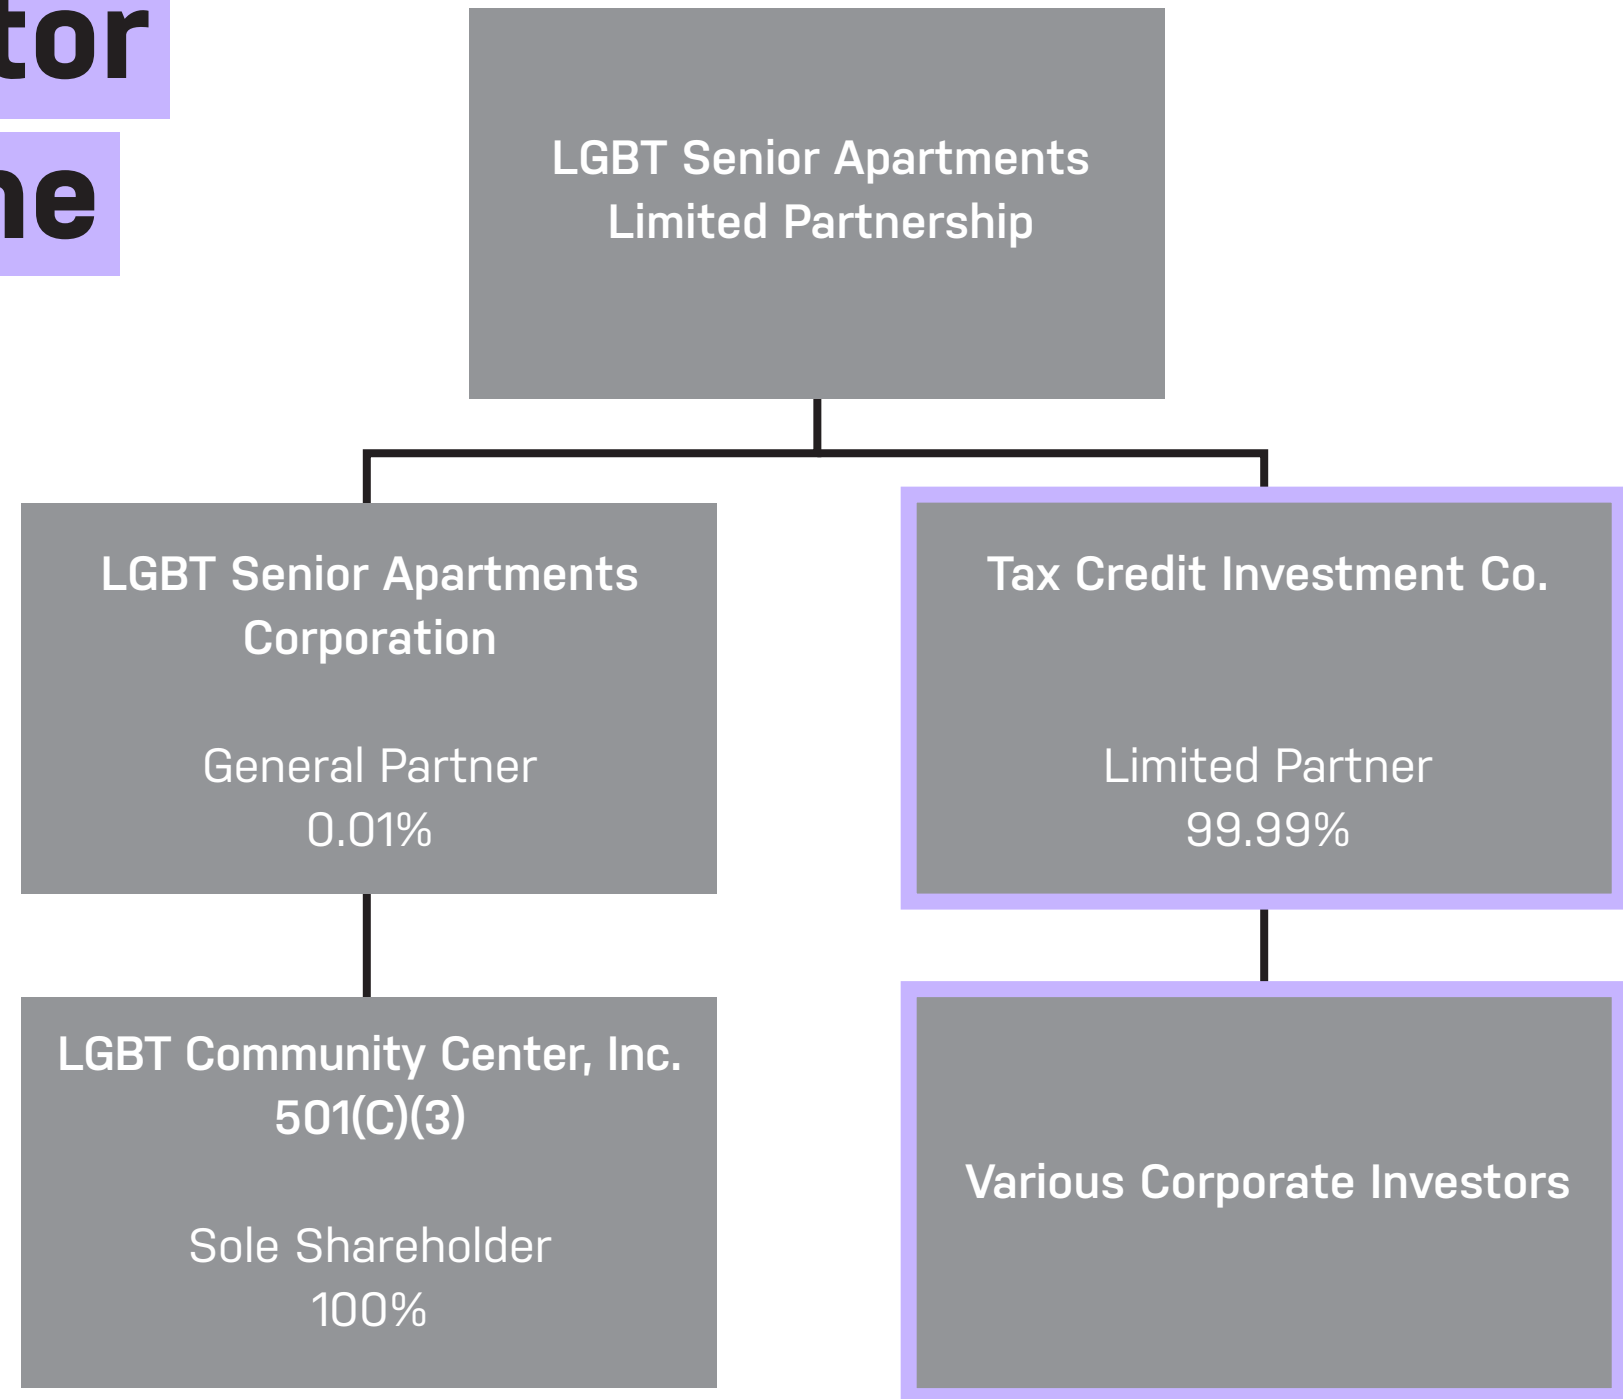 tor
ne
LGBT Senior Apartments
Limited Partnership
LGBT Senior Apartments
Corporation
General Partner
0.01%
Tax Credit Investment Co.
Limited Partner
99.99%
LGBT Community Center, Inc.
501(C)(3)
Sole Shareholder
100%
Various Corporate Investors